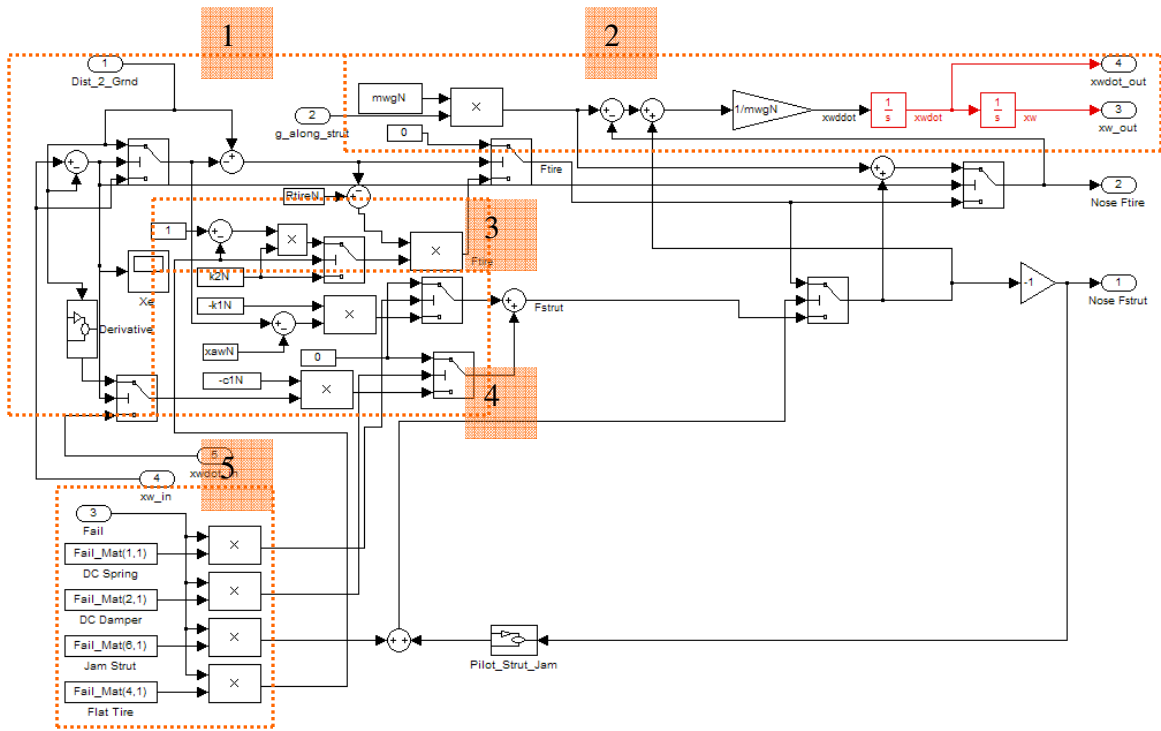 1
2
1
Dist_2_Grnd
4
xwdot_out
mwgN
×
1/mwgN
1
s
1
s
2
g_along_strut
xwddot
xwdot
xw
3
xw_out
0
Ftire
RtireN
2
Nose Ftire
1
×
×
3
k2N
Xe
-k1N
×
Fstrut
-1
1
Nose Fstrut
Derivative
xawN
0
-c1N
×
4
5
5
4
xw_in
3
Fail
Fail_Mat(1,1)
×
DC Spring
Fail_Mat(2,1)
×
DC Damper
Fail_Mat(6,1)
×
Jam Strut
Pilot_Strut_Jam
Fail_Mat(4,1)
×
Flat Tire